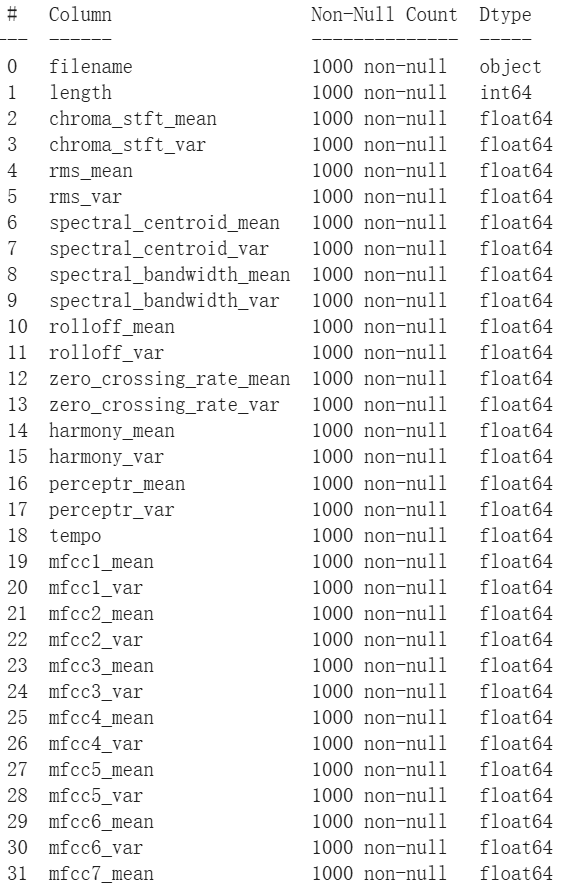 #   Column                   Non-Null Count  Dtype
---  ------                   --------------  -----
0   filename                 1000 non-null   object
1   length                   1000 non-null   int64
2   chroma_stft_mean         1000 non-null   float64
3   chroma_stft_var          1000 non-null   float64
4   rms_mean                 1000 non-null   float64
5   rms_var                  1000 non-null   float64
6   spectral_centroid_mean   1000 non-null   float64
7   spectral_centroid_var    1000 non-null   float64
8   spectral_bandwidth_mean  1000 non-null   float64
9   spectral_bandwidth_var   1000 non-null   float64
10  rolloff_mean             1000 non-null   float64
11  rolloff_var              1000 non-null   float64
12  zero_crossing_rate_mean  1000 non-null   float64
13  zero_crossing_rate_var   1000 non-null   float64
14  harmony_mean             1000 non-null   float64
15  harmony_var              1000 non-null   float64
16  perceptr_mean            1000 non-null   float64
17  perceptr_var             1000 non-null   float64
18  tempo                    1000 non-null   float64
19  mfcc1_mean               1000 non-null   float64
20  mfcc1_var                1000 non-null   float64
21  mfcc2_mean               1000 non-null   float64
22  mfcc2_var                1000 non-null   float64
23  mfcc3_mean               1000 non-null   float64
24  mfcc3_var                1000 non-null   float64
25  mfcc4_mean               1000 non-null   float64
26  mfcc4_var                1000 non-null   float64
27  mfcc5_mean               1000 non-null   float64
28  mfcc5_var                1000 non-null   float64
29  mfcc6_mean               1000 non-null   float64
30  mfcc6_var                1000 non-null   float64
31  mfcc7_mean               1000 non-null   float64